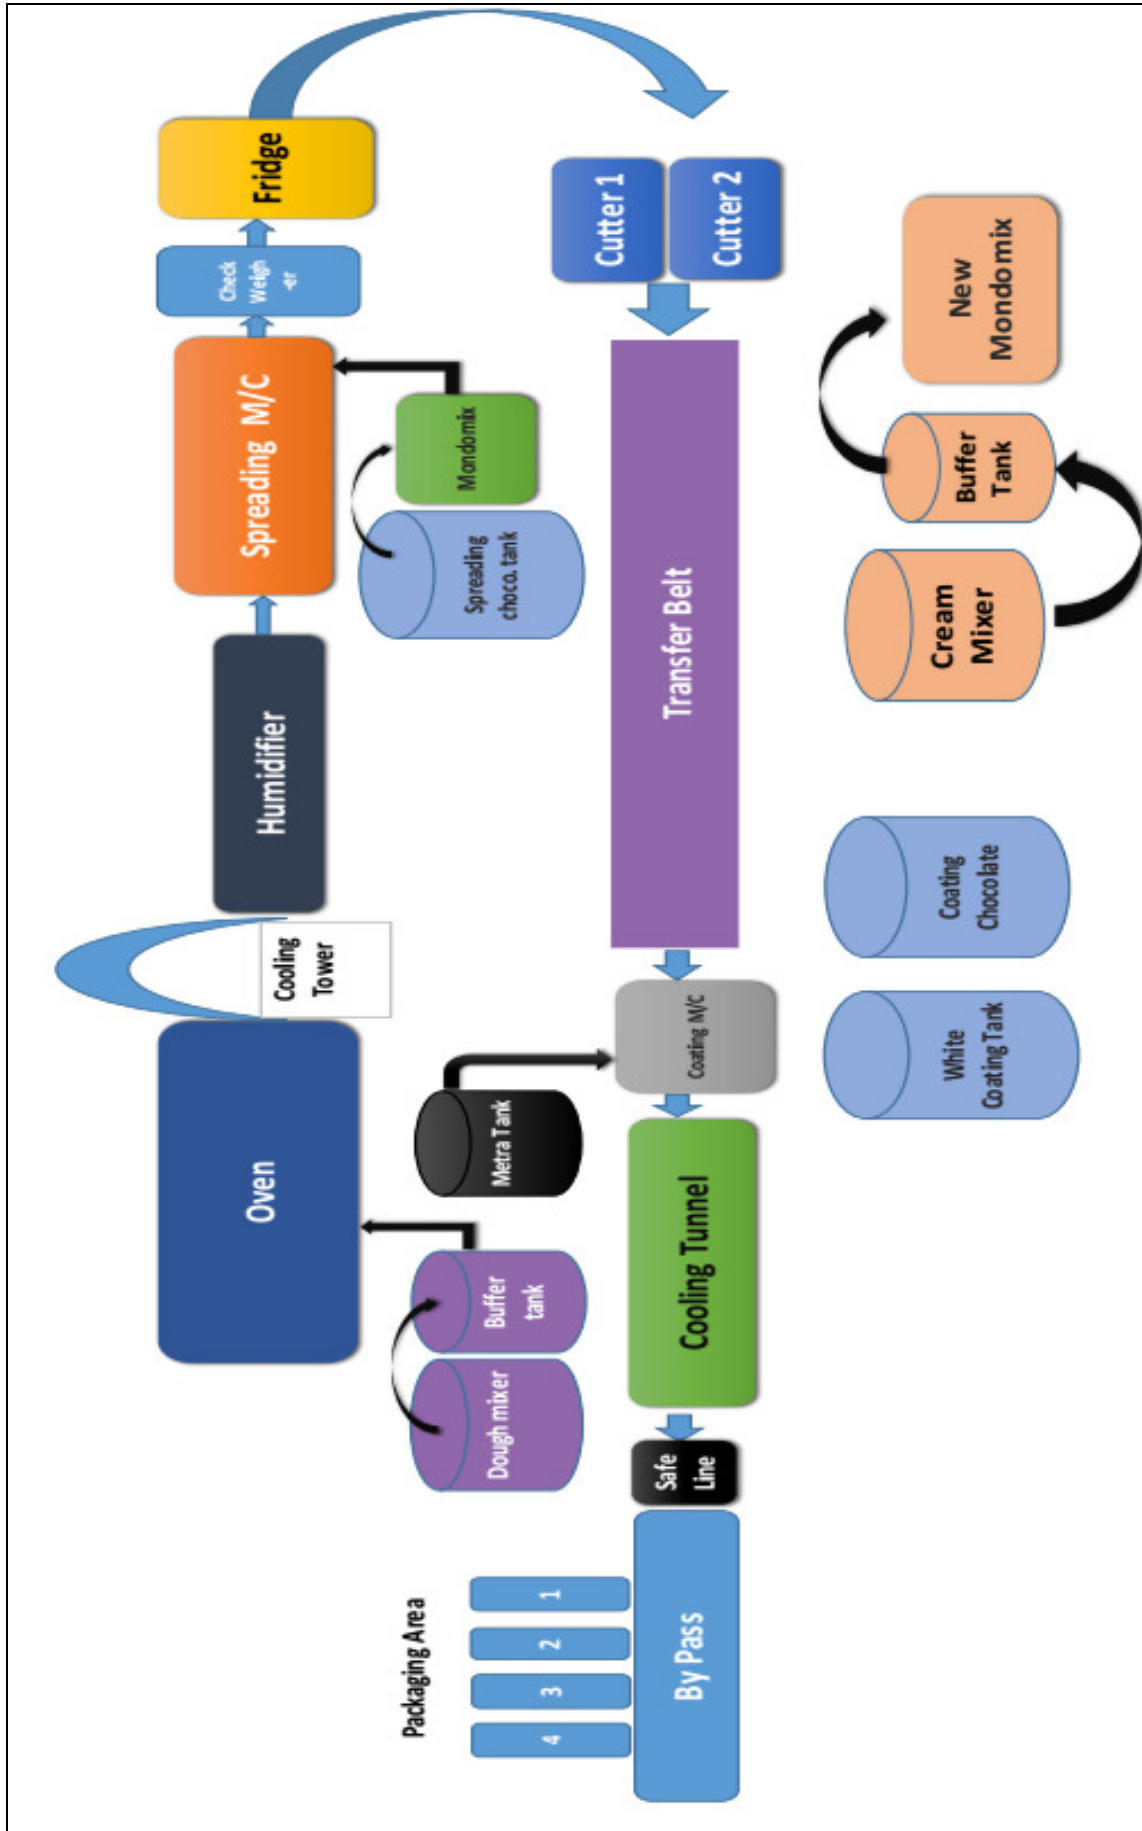 Oven
Cooling
Tower
Humidifier
Spreading M/C
Check
Weigh
-er
Fridge
Dough mixer
Buffer
tank
Metra Tank
Spreading
choco. tank
Mondomix
Packaging Area
4
3
2
1
By Pass
Safe
Line
Cooling Tunnel
Coating M/C
Transfer Belt
Cutter 1
Cutter 2
White
Coating Tank
Coating
Chocolate
Cream
Mixer
Buffer
Tank
New
Mondomix